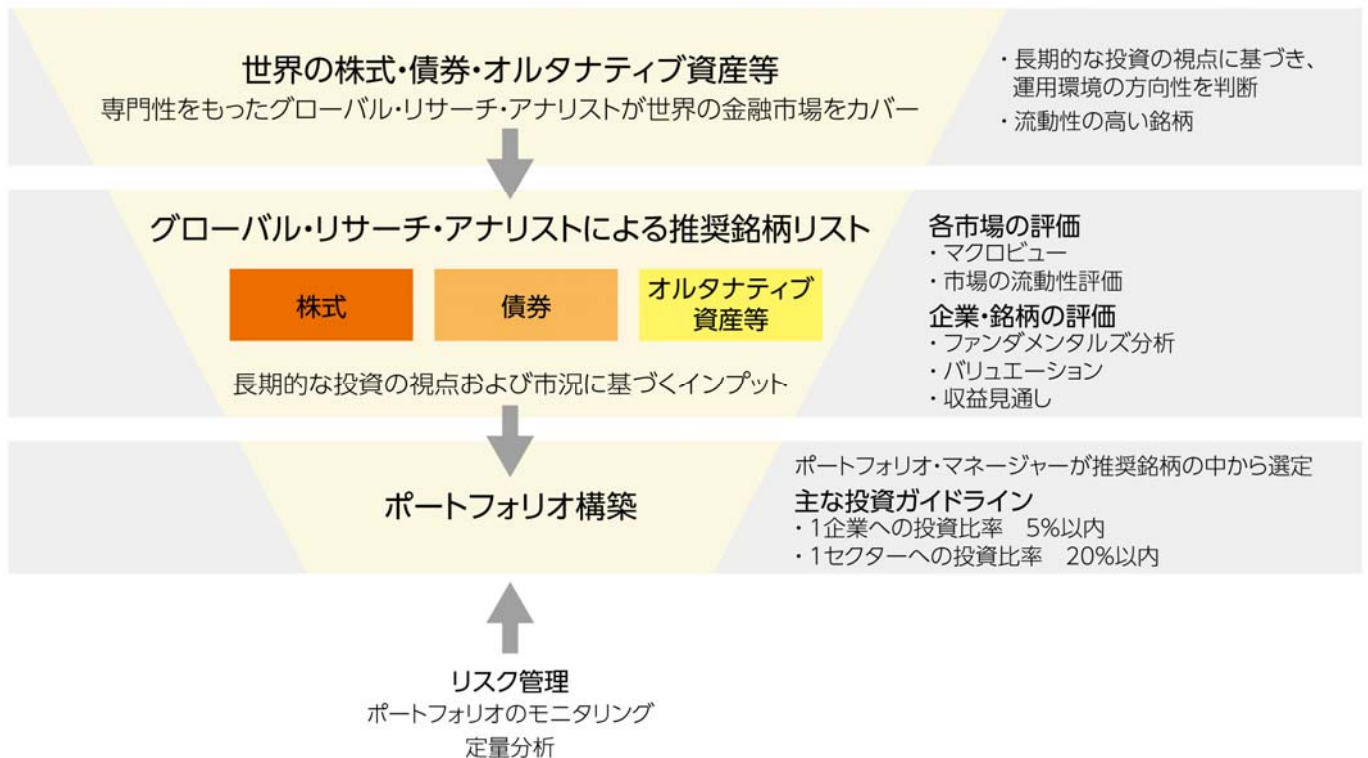 世界の株式・債券・オルタナティブ資産等
専門性をもったグローバル・リサーチ・アナリストが世界の金融市場をカバー
・長期的な投資の視点に基づき、
運用環境の方向性を判断
・流動性の高い銘柄
グローバル・リサーチ・アナリストによる推奨銘柄リスト
株式
債券
オルタナティブ
資産等
長期的な投資の視点および市況に基づくインプット
各市場の評価
・マクロビュー
・市場の流動性評価
企業・銘柄の評価
・ファンダメンタルズ分析
・バリュエーション
・収益見通し
ポートフォリオ構築
ポートフォリオ・マネージャーが推奨銘柄の中から選定
主な投資ガイドライン
・1企業への投資比率　5%以内
・1セクターへの投資比率　20%以内
リスク管理
ポートフォリオのモニタリング
定量分析